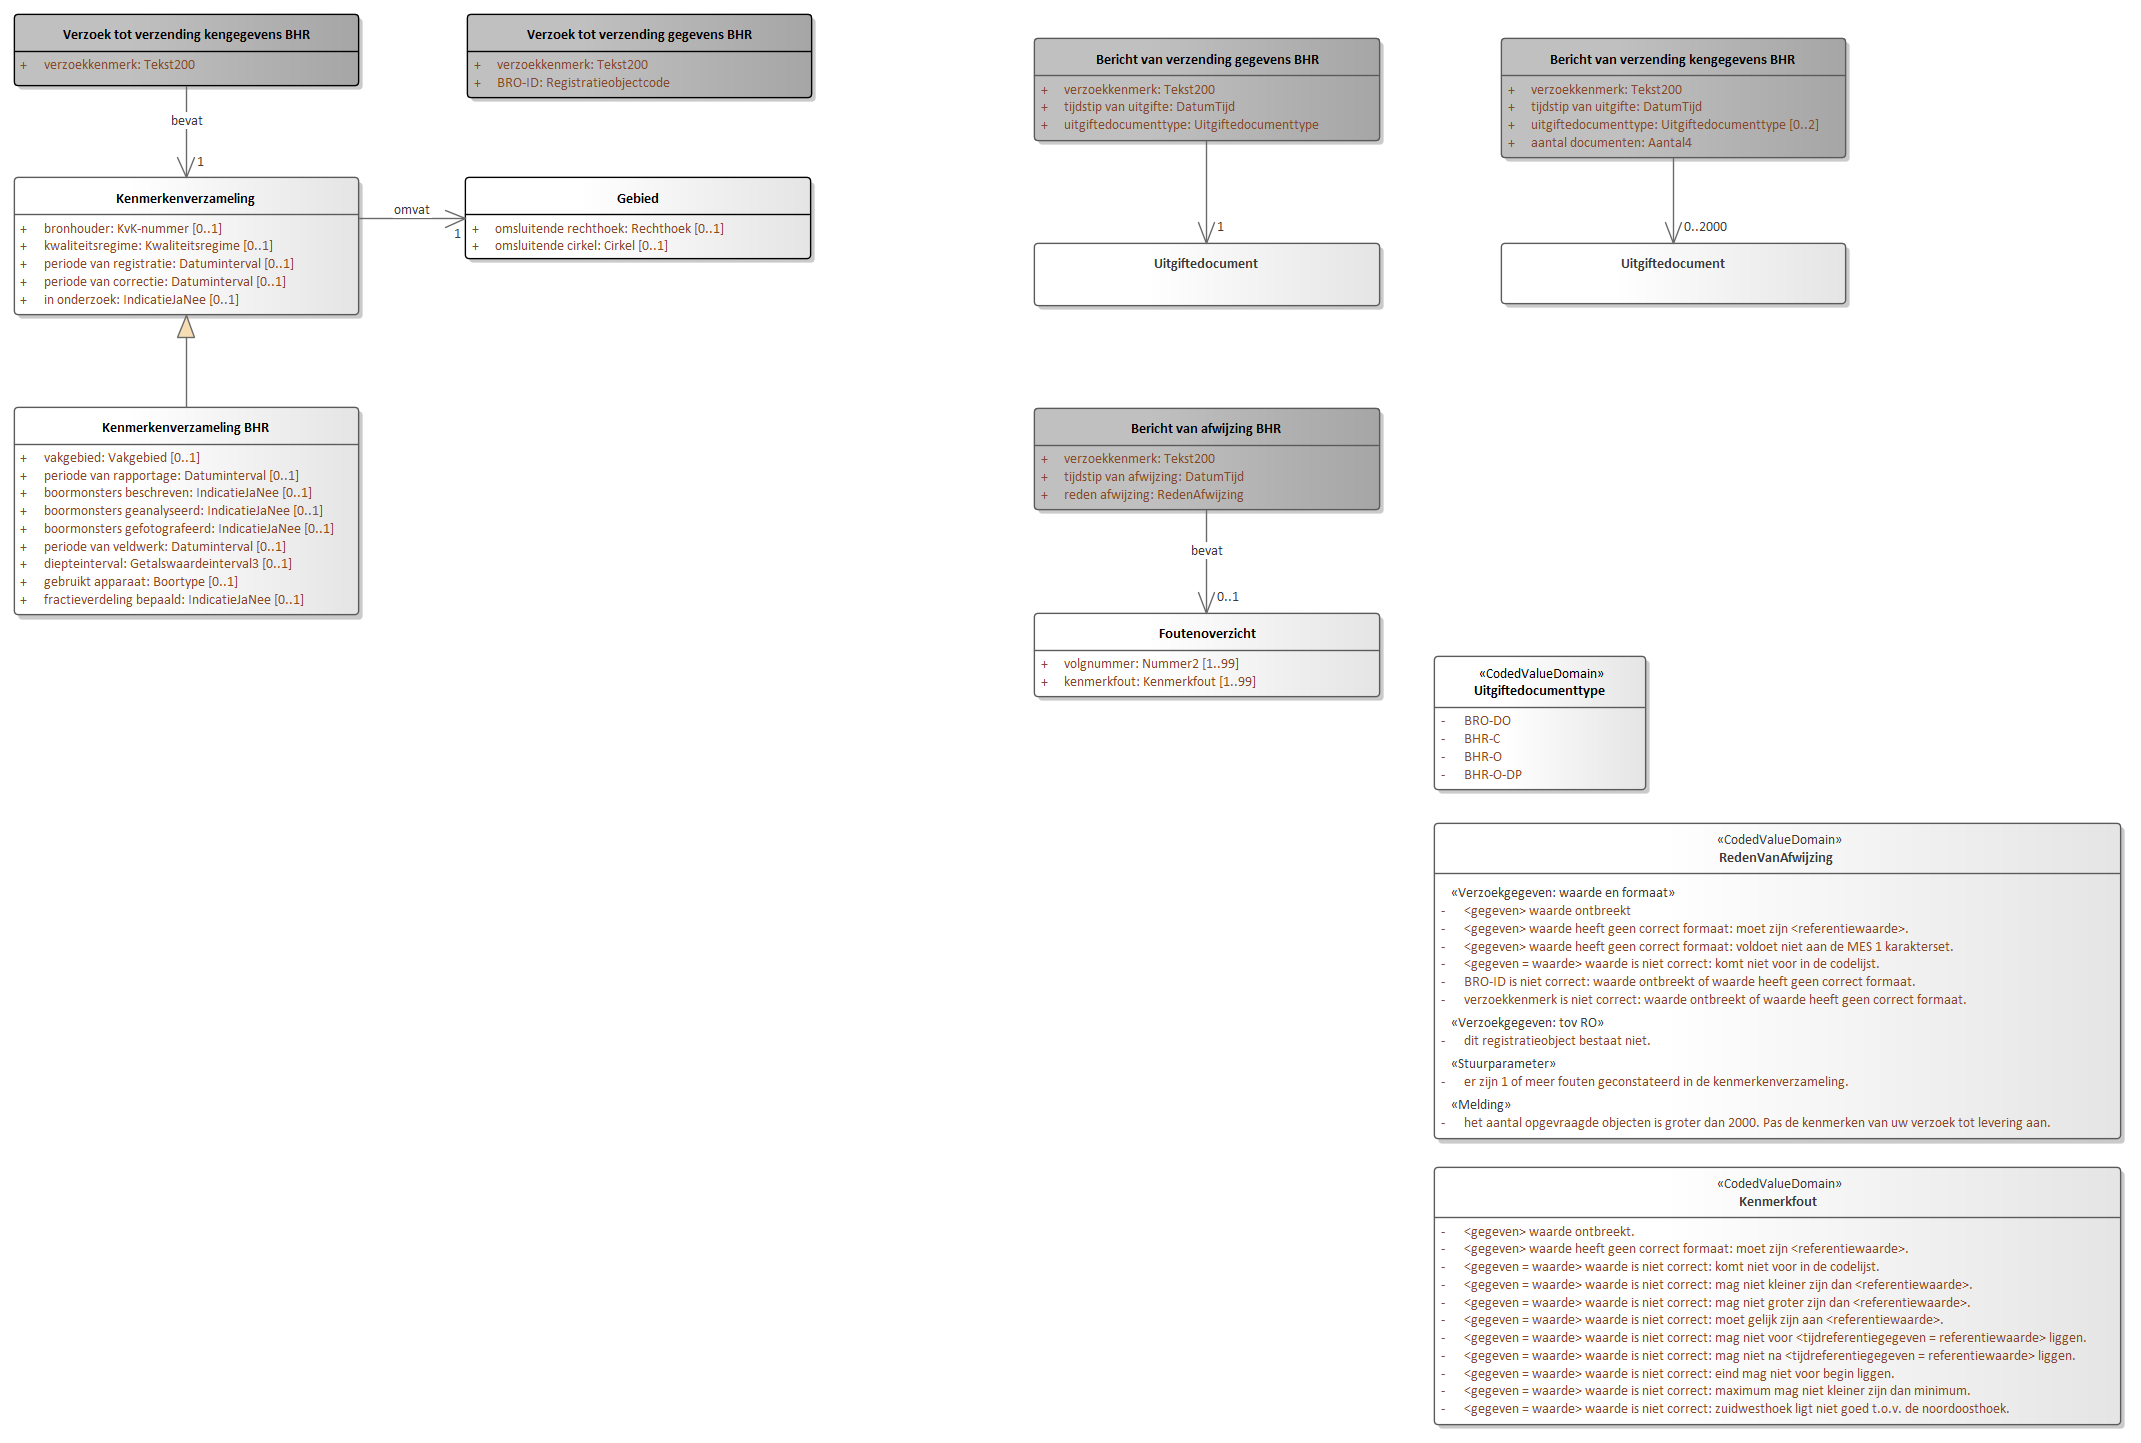 Verzoek tot verzending kengegevens BHR
+ verzoekkenmerk: Tekst200
bevat
1
Kenmerkenverzameling
+ bronhouder: KvK-nummer [0..1]
+ kwaliteitsregime: Kwaliteitsregime [0..1]
+ periode van registratie: Datuminterval [0..1]
+ periode van correctie: Datuminterval [0..1]
+ in onderzoek: IndicatieJaNee [0..1]
omvat
1
Kenmerkenverzameling BHR
+ vakgebied: Vakgebied [0..1]
+ periode van rapportage: Datuminterval [0..1]
+ boormonsters beschreven: IndicatieJaNee [0..1]
+ boormonsters geanalyseerd: IndicatieJaNee [0..1]
+ boormonsters gefotografeerd: IndicatieJaNee [0..1]
+ periode van veldwerk: Datuminterval [0..1]
+ diepteinterval: Getalswaardeinterval3 [0..1]
+ gebruikt apparaat: Boortype [0..1]
+ fractieverdeling bepaald: IndicatieJaNee [0..1]
Verzoek tot verzending gegevens BHR
+ verzoekkenmerk: Tekst200
+ BRO-ID: Registratieobjectcode
Gebied
+ omsluitende rechthoek: Rechthoek [0..1]
+ omsluitende cirkel: Cirkel [0..1]
Bericht van verzending gegevens BHR
+ verzoekkenmerk: Tekst200
+ tijdstip van uitgifte: DatumTijd
+ uitgiftedocumenttype: Uitgiftedocumenttype
1
Uitgiftedocument
Bericht van verzending kengegevens BHR
+ verzoekkenmerk: Tekst200
+ tijdstip van uitgifte: DatumTijd
+ uitgiftedocumenttype: Uitgiftedocumenttype [0..2]
+ aantal documenten: Aantal4
0..2000
Uitgiftedocument
Bericht van afwijzing BHR
+ verzoekkenmerk: Tekst200
+ tijdstip van afwijzing: DatumTijd
+ reden afwijzing: RedenAfwijzing
bevat
0..1
Foutenoverzicht
+ volgnummer: Nummer2 [1..99]
+ kenmerkfout: Kenmerkfout [1..99]
«CodedValueDomain»
Uitgiftedocumenttype
- BRO-DO
- BHR-C
- BHR-O
- BHR-O-DP
«CodedValueDomain»
RedenVanAfwijzing
«Verzoekgegeven: waarde en formaat»
- <gegeven> waarde ontbreekt
- <gegeven> waarde heeft geen correct formaat: moet zijn <referentiewaarde>.
- <gegeven> waarde heeft geen correct formaat: voldoet niet aan de MES 1 karakterset.
- <gegeven = waarde> waarde is niet correct: komt niet voor in de codelijst.
- BRO-ID is niet correct: waarde ontbreekt of waarde heeft geen correct formaat.
- verzoekkenmerk is niet correct: waarde ontbreekt of waarde heeft geen correct formaat.
«Verzoekgegeven: tov RO»
- dit registratieobject bestaat niet.
«Stuurparameter»
- er zijn 1 of meer fouten geconstateerd in de kenmerkenverzameling.
«Melding»
- het aantal opgevraagde objecten is groter dan 2000. Pas de kenmerken van uw verzoek tot levering aan.
«CodedValueDomain»
Kenmerkfout
- <gegeven> waarde ontbreekt.
- <gegeven> waarde heeft geen correct formaat: moet zijn <referentiewaarde>.
- <gegeven = waarde> waarde is niet correct: komt niet voor in de codelijst.
- <gegeven = waarde> waarde is niet correct: mag niet kleiner zijn dan <referentiewaarde>.
- <gegeven = waarde> waarde is niet correct: mag niet groter zijn dan <referentiewaarde>.
- <gegeven = waarde> waarde is niet correct: moet gelijk zijn aan <referentiewaarde>.
- <gegeven = waarde> waarde is niet correct: mag niet voor <tijdreferentiegegeven = referentiewaarde> liggen.
- <gegeven = waarde> waarde is niet correct: mag niet na <tijdreferentiegegeven = referentiewaarde> liggen.
- <gegeven = waarde> waarde is niet correct: eind mag niet voor begin liggen.
- <gegeven = waarde> waarde is niet correct: maximum mag niet kleiner zijn dan minimum.
- <gegeven = waarde> waarde is niet correct: zuidwesthoek ligt niet goed t.o.v. de noordoosthoek.